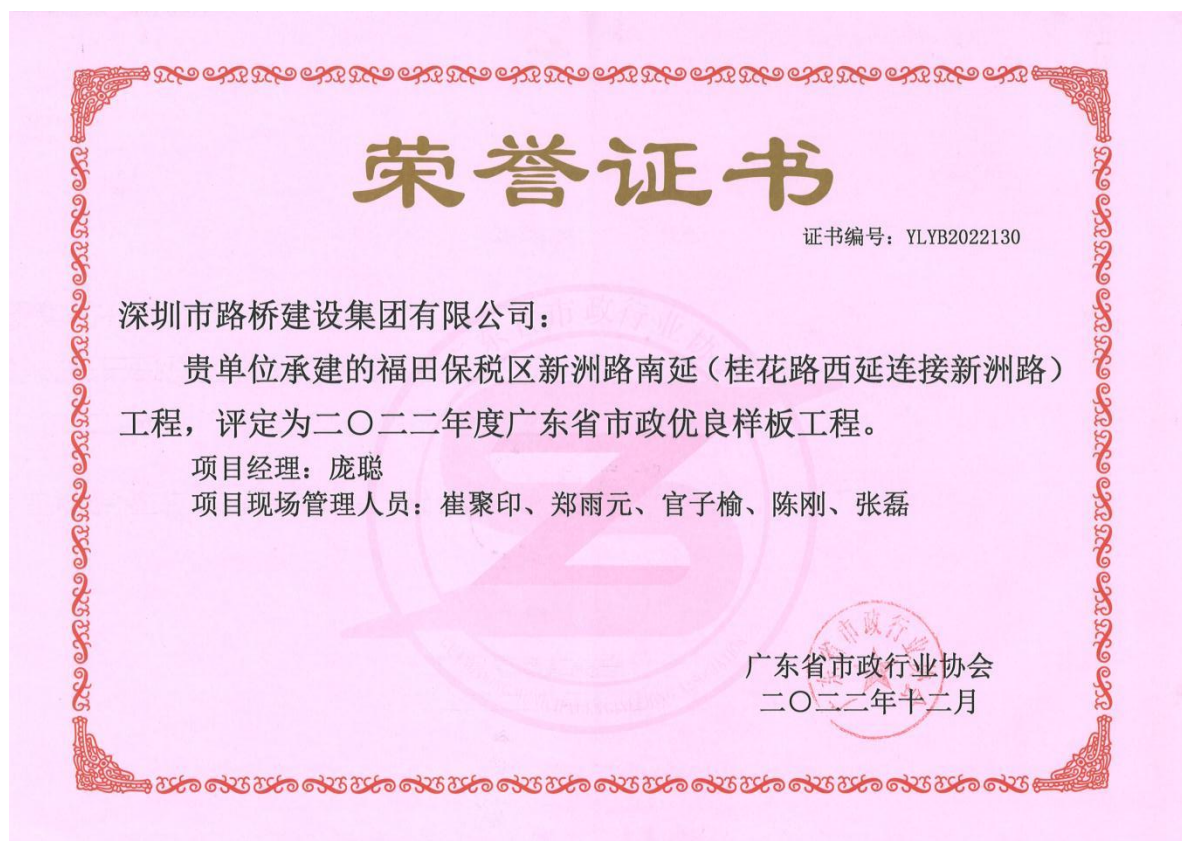 荣誉证书
证书编号：YLYB2022130
深圳市路桥建设集团有限公司：
贵单位承建的福田保税区新洲路南延（桂花路西延连接新洲路）
工程，评定为二〇二二年度广东省市政优良样板工程。
项目经理：庞聪
项目现场管理人员：崔聚印、郑雨元、官子榆、陈刚、张磊
广东省市政行业协会
二〇二二年十二月